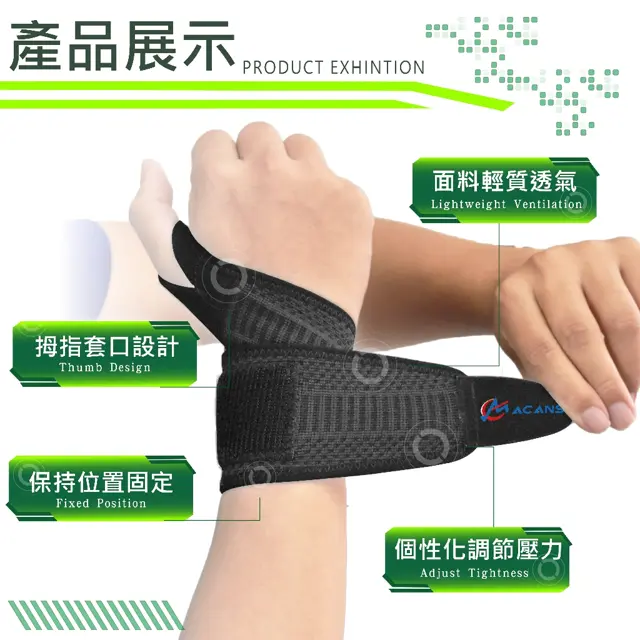 產品展示
PRODUCT EXHINTION
面料輕質透氣
Lightweight Ventilation
拇指套口設計
Thumb Design
ACANS
保持位置固定
Fixed Position
個性化調節壓力
Adjust Tightness